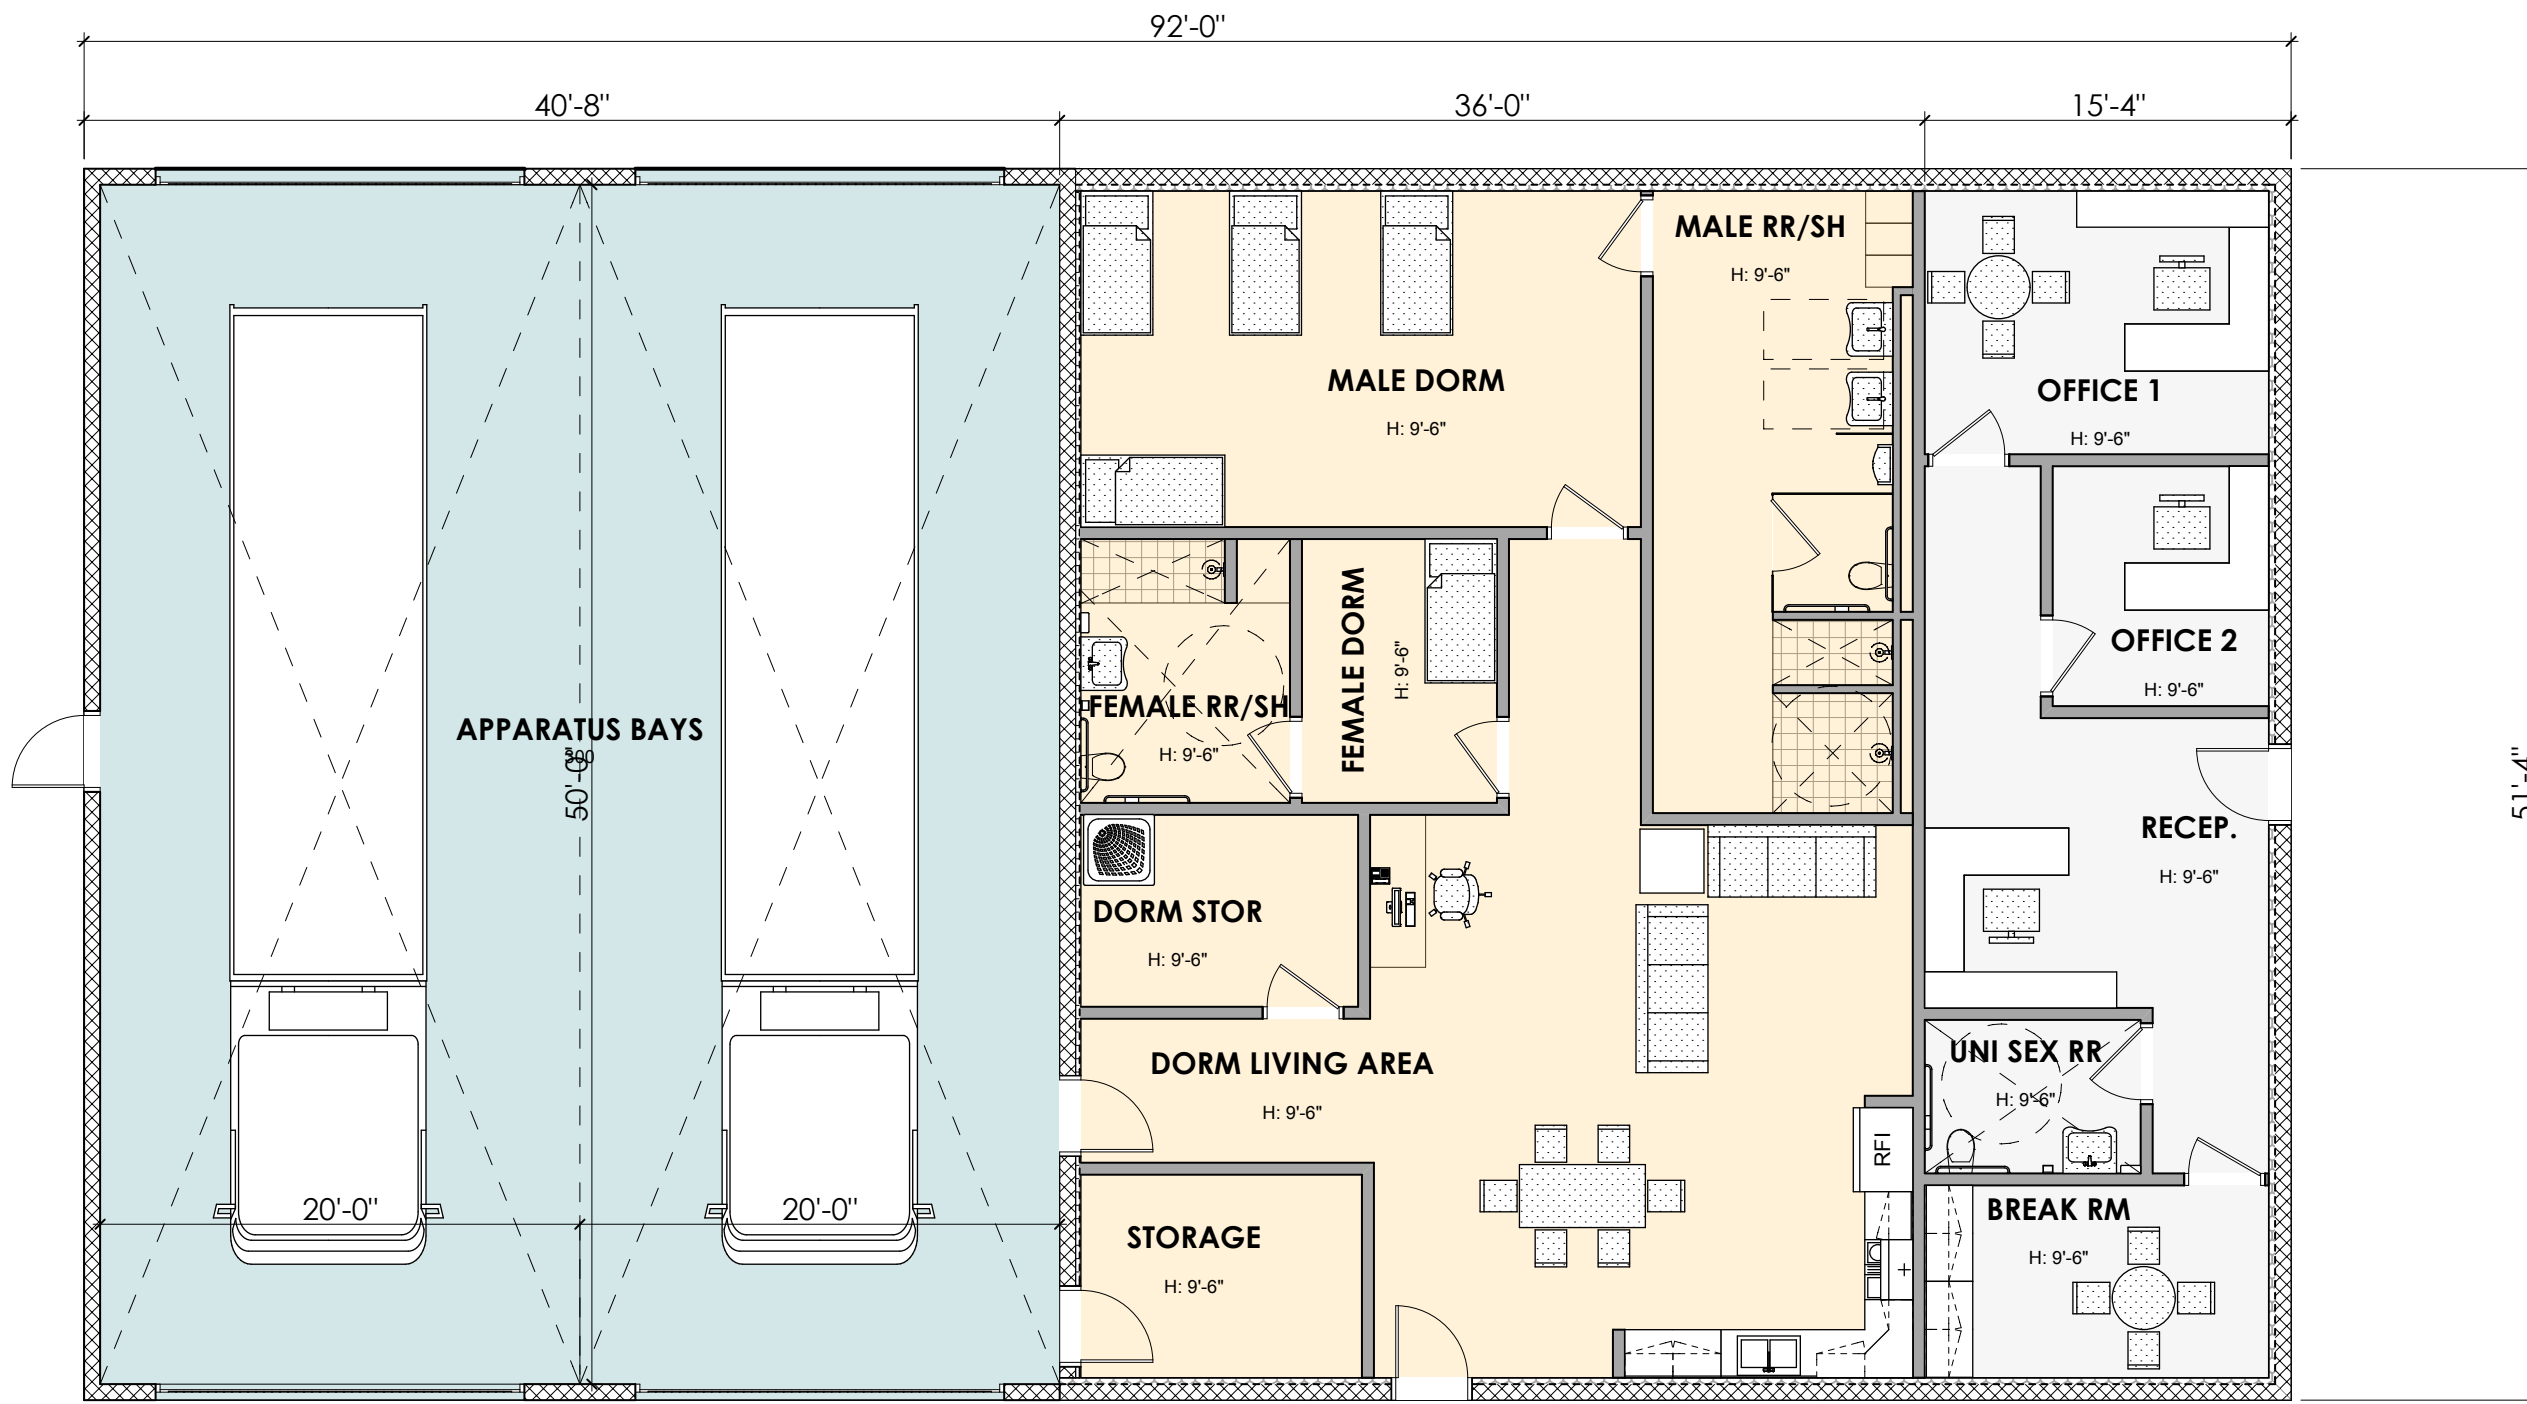 92'-0"
40'-8"
36'-0"
15'-4"
MALE RR/SH
H: 9'-6"
MALE DORM
H: 9'-6"
OFFICE 1
H: 9'-6"
OFFICE 2
H: 9'-6"
FEMALE DORM
H: 9'-6"
FEMALE RR/SH
H: 9'-6"
APPARATUS BAYS
300
50'-0"
51'-4"
RECEP.
H: 9'-6"
DORM STOR
H: 9'-6"
DORM LIVING AREA
H: 9'-6"
UNI SEX RR
H: 9'-6"
RFI
20'-0"
20'-0"
STORAGE
H: 9'-6"
BREAK RM
H: 9'-6"